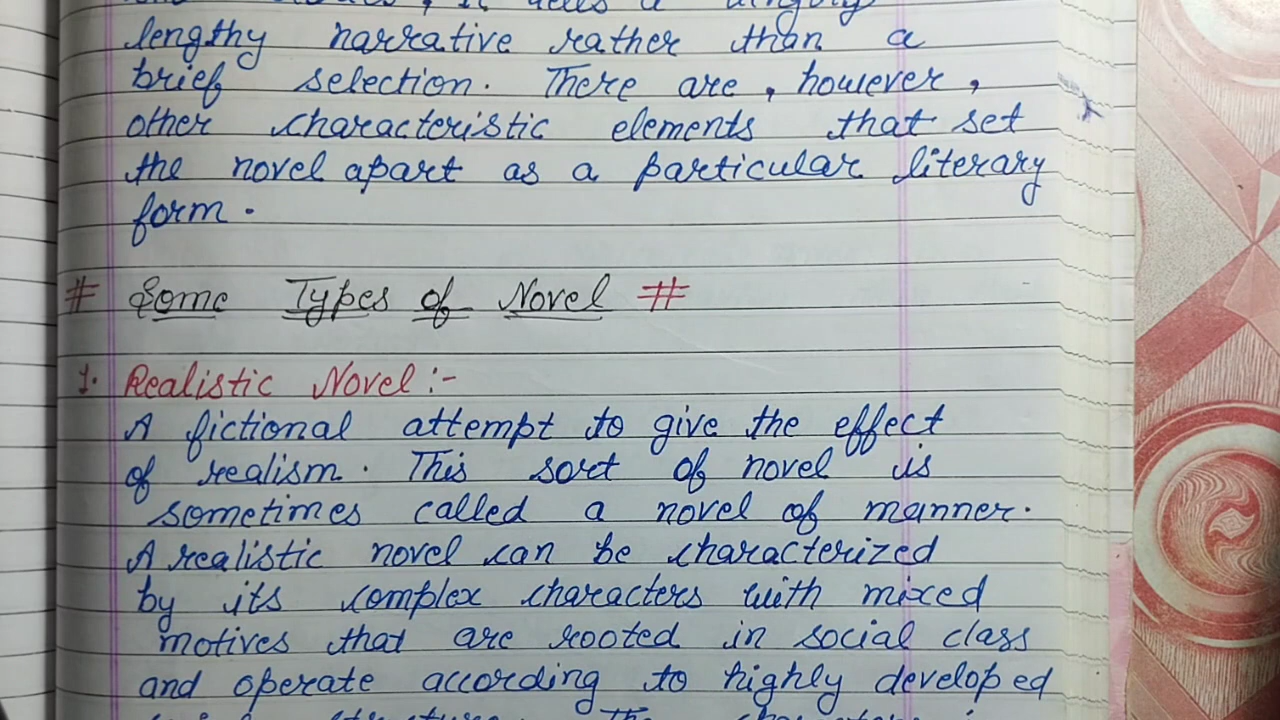 it tells a
lengthy narrative rather than a
brief selection. There are, however,
other characteristic elements that set
the novel apart as a particular literary
form.
# Some Types of Novel #
1. Realistic Novel :-
A fictional attempt to give the effect
of realism. This sort of novel is
sometimes called a novel of manner.
A realistic novel can be characterized
by its complex characters with mixed
motives that are rooted in social class
and operate according to highly developed